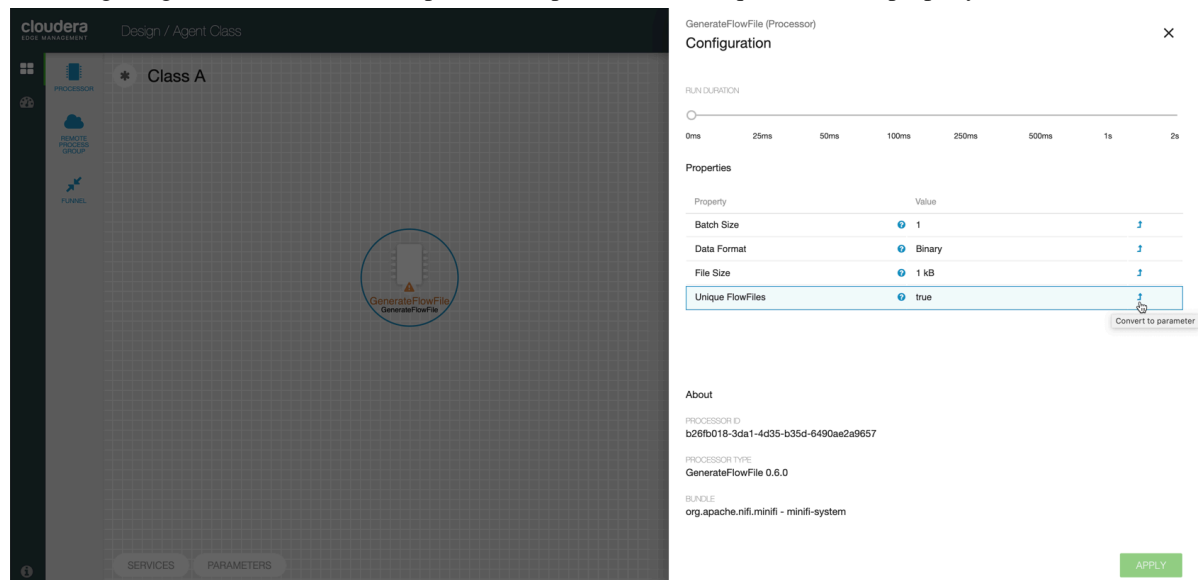 cloudera
EDGE MANAGEMENT
Design / Agent Class
PROCESSOR
REMOTE
PROCESS
GROUP
FUNNEL
Class A
GenerateFlowFile
GenerateFlowFile
SERVICES
PARAMETERS
GenerateFlowFile (Processor)
Configuration
RUN DURATION
0ms 25ms 50ms 100ms 250ms 500ms 1s 2s
Properties
Property Value
Batch Size 1
Data Format Binary
File Size 1 kB
Unique FlowFiles true
Convert to parameter
About
PROCESSOR ID
b26fb018-3da1-4d35-b35d-6490ae2a9657
PROCESSOR TYPE
GenerateFlowFile 0.6.0
BUNDLE
org.apache.nifi.minifi - minifi-system
APPLY